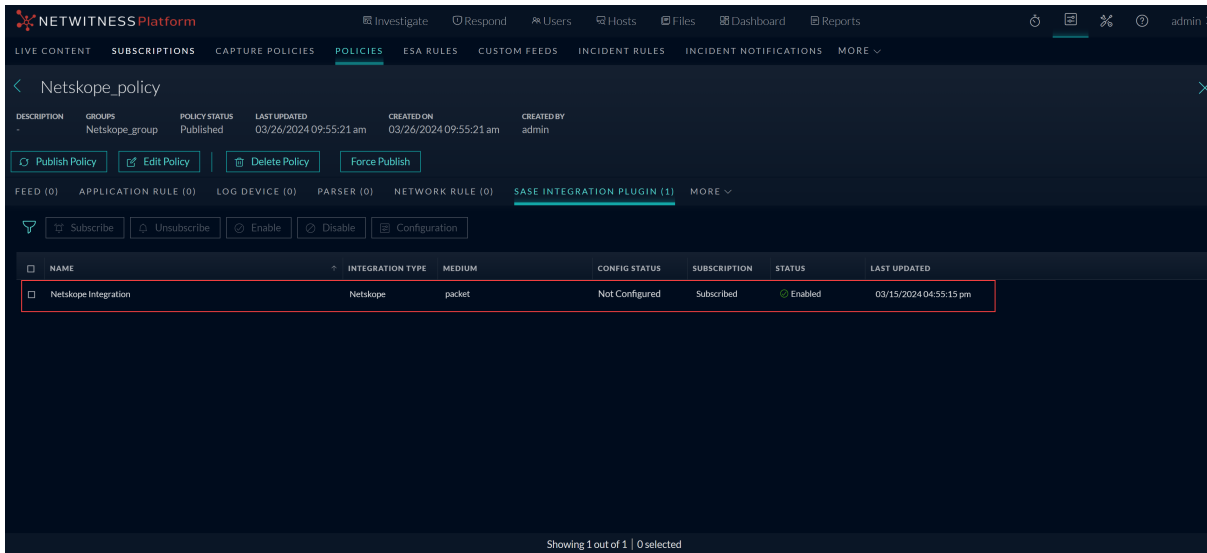 NETWITNESS Platform Investigate Respond Users Hosts Files Dashboard Reports admin
LIVE CONTENT SUBSCRIPTIONS CAPTURE POLICIES POLICIES ESA RULES CUSTOM FEEDS INCIDENT RULES INCIDENT NOTIFICATIONS MORE
Netskope_policy
DESCRIPTION GROUPS POLICY STATUS LAST UPDATED CREATED ON CREATED BY
- Netskope_group Published 03/26/2024 09:55:21 am 03/26/2024 09:55:21 am admin
Publish Policy Edit Policy Delete Policy Force Publish
FEED (0) APPLICATION RULE (0) LOG DEVICE (0) PARSER (0) NETWORK RULE (0) SASE INTEGRATION PLUGIN (1) MORE
Subscribe Unsubscribe Enable Disable Configuration
NAME INTEGRATION TYPE MEDIUM CONFIG STATUS SUBSCRIPTION STATUS LAST UPDATED
Netskope Integration Netskope packet Not Configured Subscribed Enabled 03/15/2024 04:55:15 pm
Showing 1 out of 1 | 0 selected